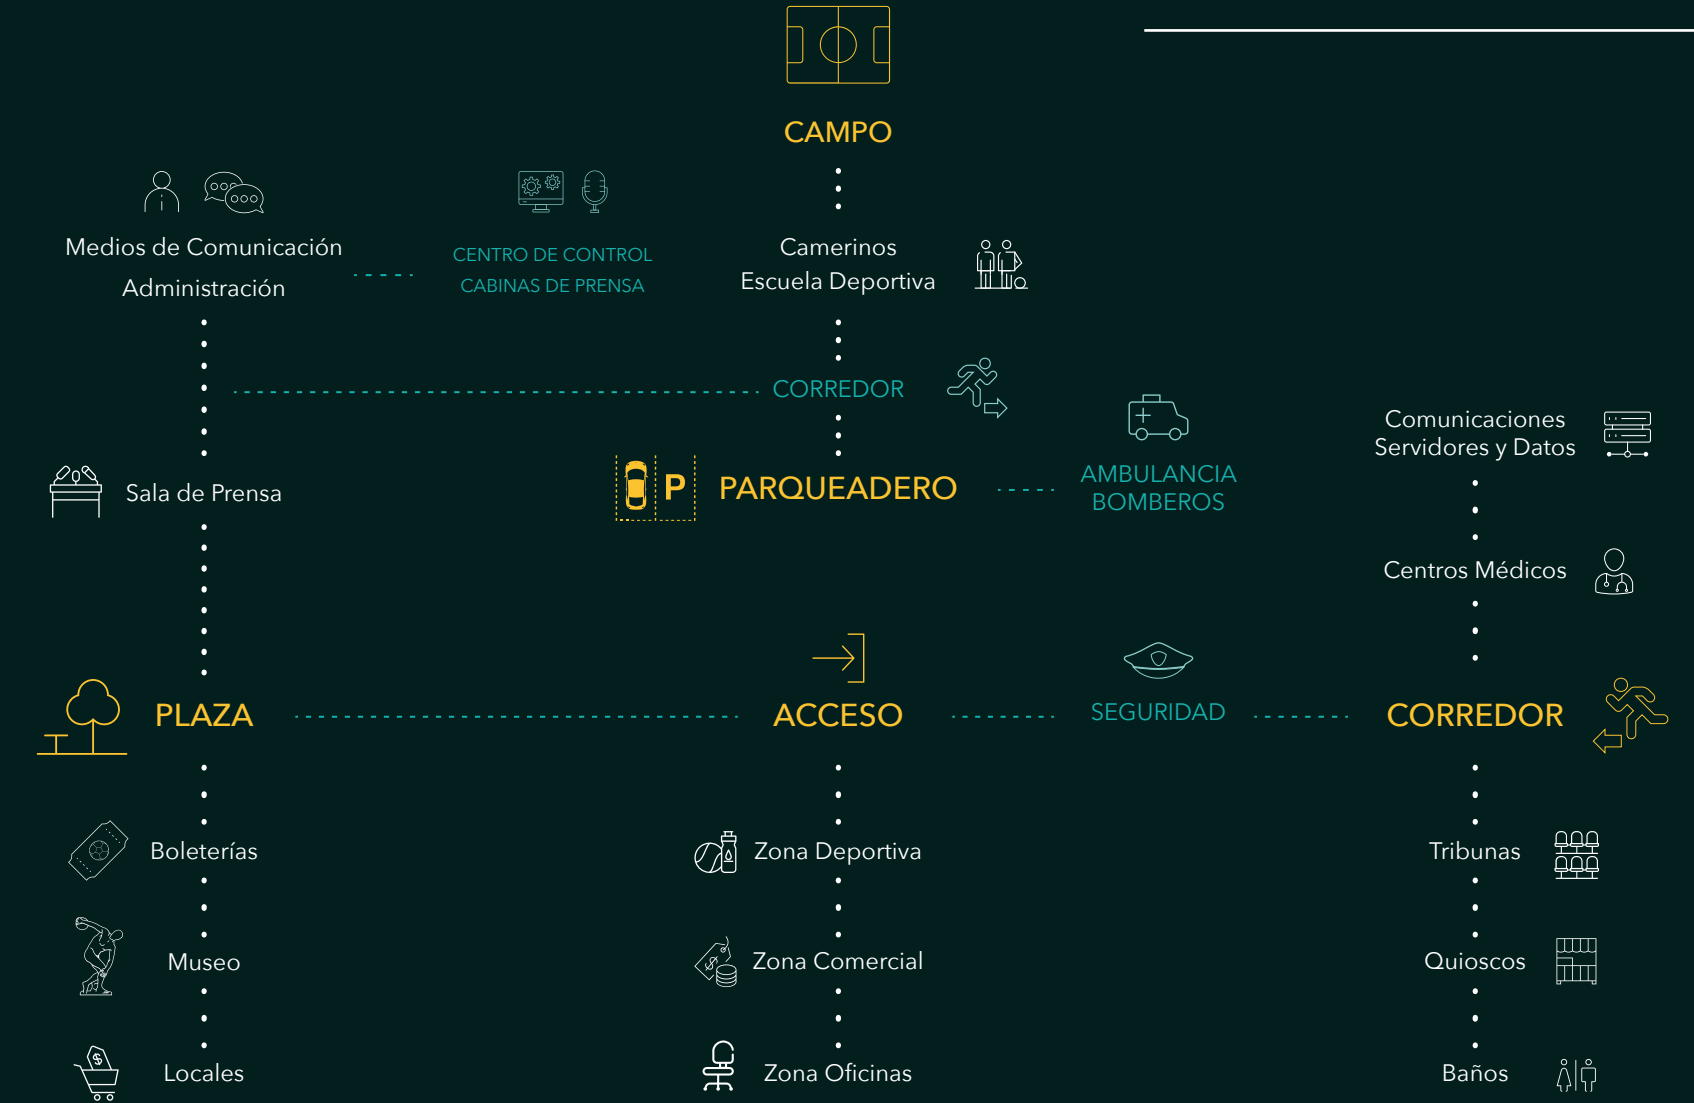 CAMPO
Medios de Comunicación
Administración
CENTRO DE CONTROL
CABINAS DE PRENSA
Camerinos
Escuela Deportiva
CORREDOR
Comunicaciones
Servidores y Datos
Sala de Prensa
P
PARQUEADERO
AMBULANCIA
BOMBEROS
Centros Médicos
PLAZA
ACCESO
SEGURIDAD
CORREDOR
Boleterías
Zona Deportiva
Tribunas
Museo
$
Zona Comercial
Quioscos
$
Locales
Zona Oficinas
Baños